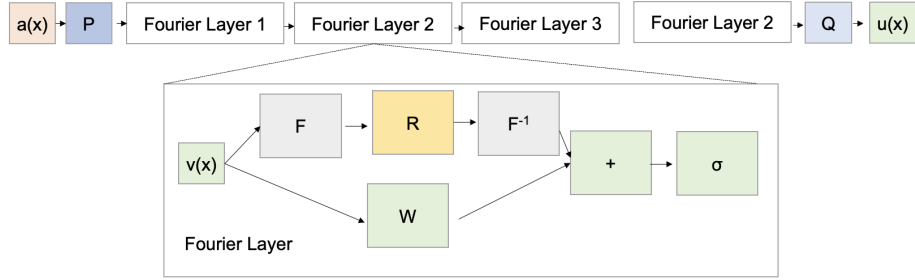 a(x)
P
Fourier Layer 1
Fourier Layer 2
Fourier Layer 3
Fourier Layer 2
Q
u(x)
v(x)
F
R
F⁻¹
+
σ
W
Fourier Layer